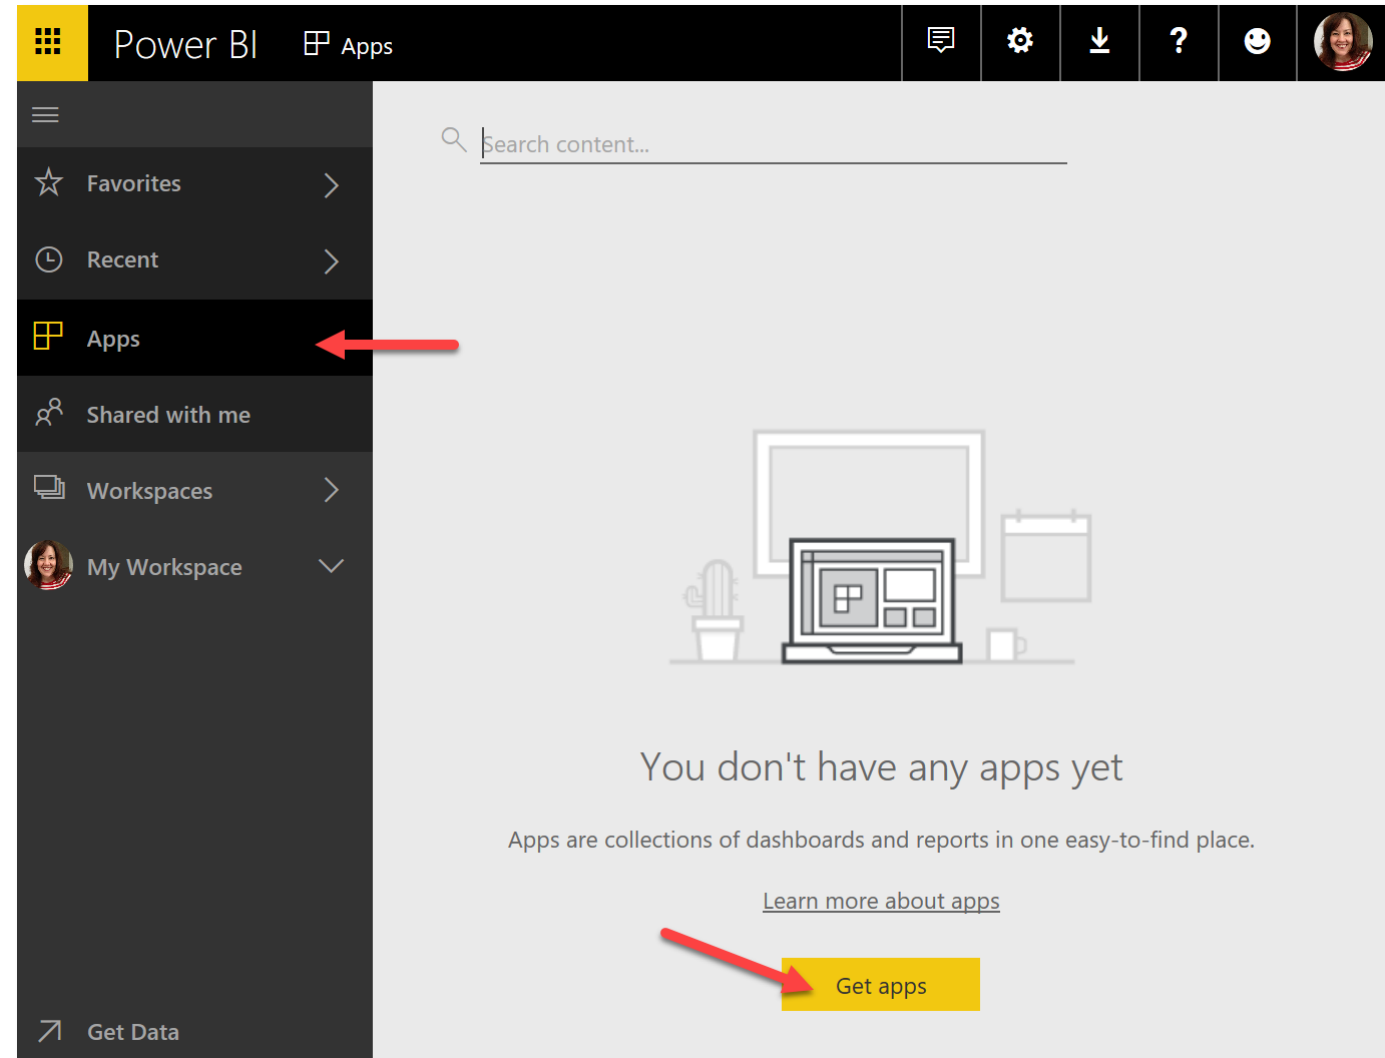 Power BI
Apps
?
Search content...
Favorites
Recent
Apps
Shared with me
Workspaces
My Workspace
You don't have any apps yet
Apps are collections of dashboards and reports in one easy-to-find place.
Learn more about apps
Get apps
Get Data